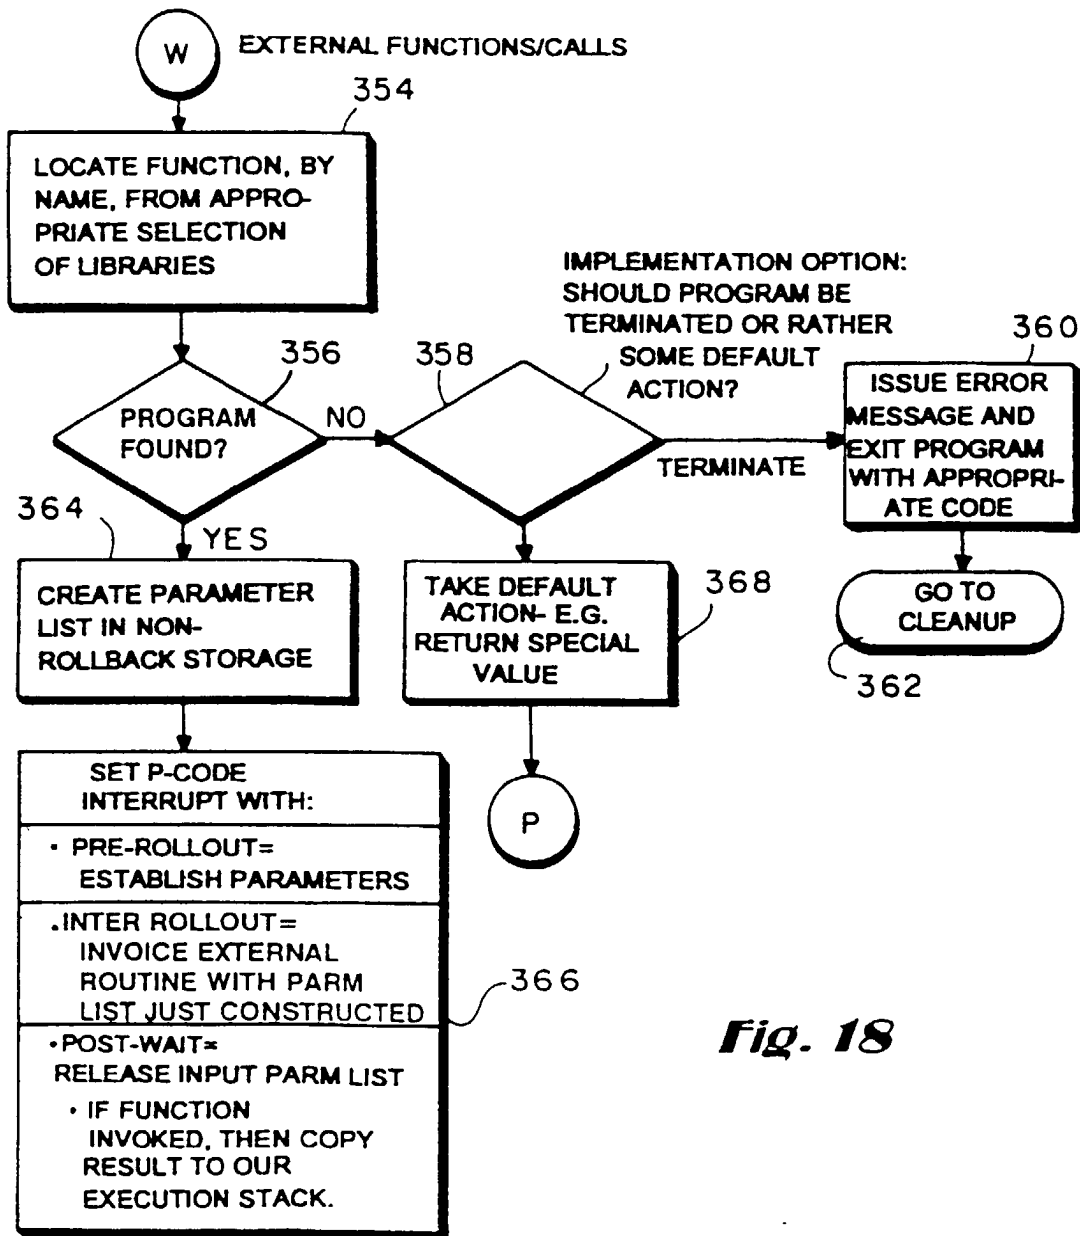 W
EXTERNAL FUNCTIONS/CALLS
354
LOCATE FUNCTION, BY
NAME, FROM APPRO-
PRIATE SELECTION
OF LIBRARIES
IMPLEMENTATION OPTION:
SHOULD PROGRAM BE
TERMINATED OR RATHER
SOME DEFAULT
ACTION?
356
PROGRAM
FOUND?
NO
358
TERMINATE
360
ISSUE ERROR
MESSAGE AND
EXIT PROGRAM
WITH APPROPRI-
ATE CODE
GO TO
CLEANUP
362
364
YES
CREATE PARAMETER
LIST IN NON-
ROLLBACK STORAGE
TAKE DEFAULT
ACTION- E.G.
RETURN SPECIAL
VALUE
368
P
SET P-CODE
INTERRUPT WITH:
• PRE-ROLLOUT=
ESTABLISH PARAMETERS
.INTER ROLLOUT=
INVOICE EXTERNAL
ROUTINE WITH PARM
LIST JUST CONSTRUCTED
366
•POST-WAIT=
RELEASE INPUT PARM LIST
• IF FUNCTION
INVOKED, THEN COPY
RESULT TO OUR
EXECUTION STACK.
Fig. 18